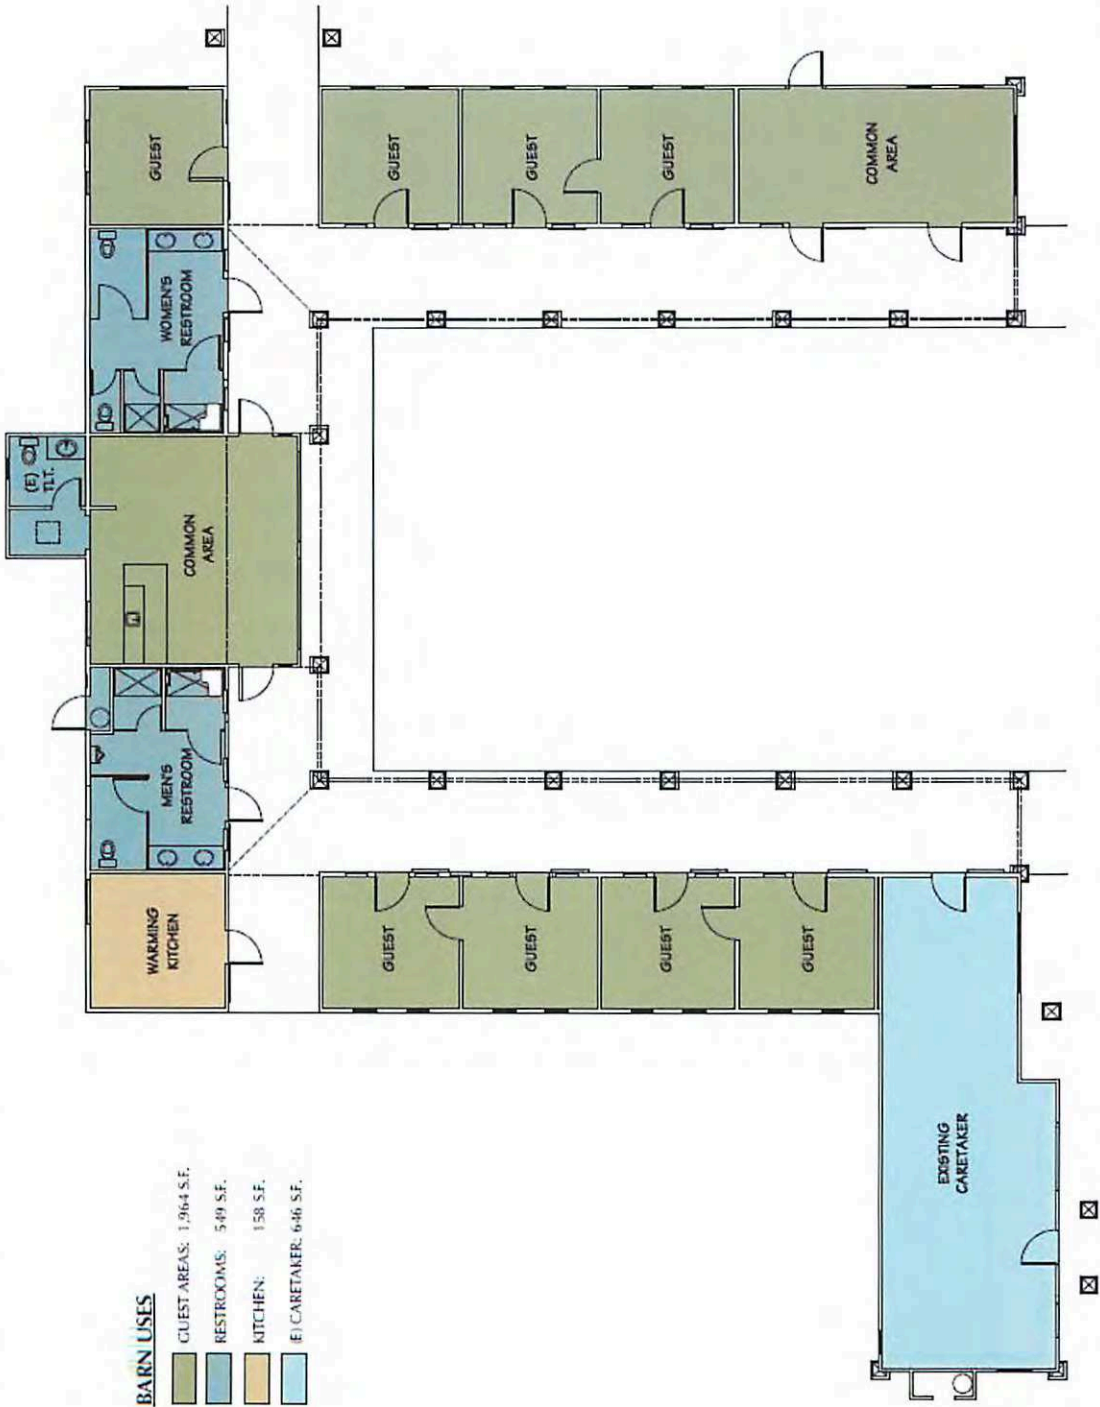 BARN USES
GUEST AREAS: 1,964 S.F.
RESTROOMS: 549 S.F.
KITCHEN: 158 S.F.
(E) CARETAKER: 646 S.F.
WARMING
KITCHEN
MEN'S
RESTROOM
COMMON
AREA
(E)
TLT.
WOMEN'S
RESTROOM
GUEST
GUEST
GUEST
GUEST
GUEST
GUEST
GUEST
GUEST
COMMON
AREA
EXISTING
CARETAKER